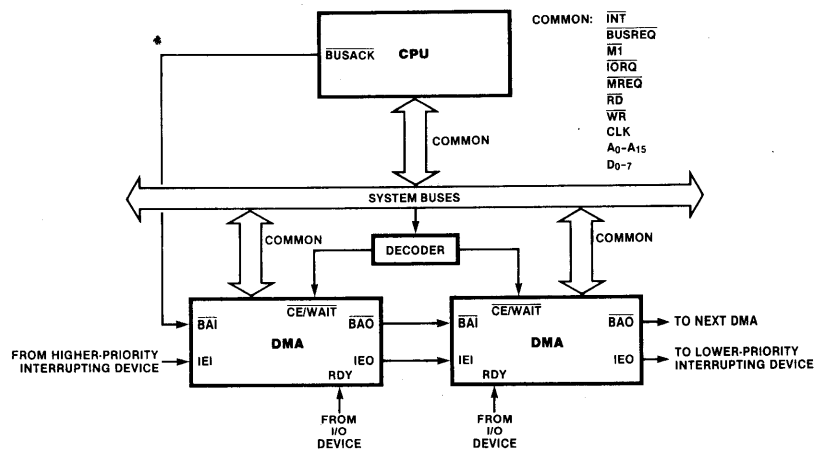 COMMON: INT
BUSREQ
M1
IORQ
MREQ
RD
WR
CLK
A0-A15
D0-7
BUSACK CPU
COMMON
SYSTEM BUSES
COMMON
DECODER
COMMON
CE/WAIT
BAI
BAO
DMA
IEI
IEO
RDY
CE/WAIT
BAI
BAO
DMA
IEI
IEO
RDY
TO NEXT DMA
FROM HIGHER-PRIORITY
INTERRUPTING DEVICE
TO LOWER-PRIORITY
INTERRUPTING DEVICE
FROM
I/O
DEVICE
FROM
I/O
DEVICE